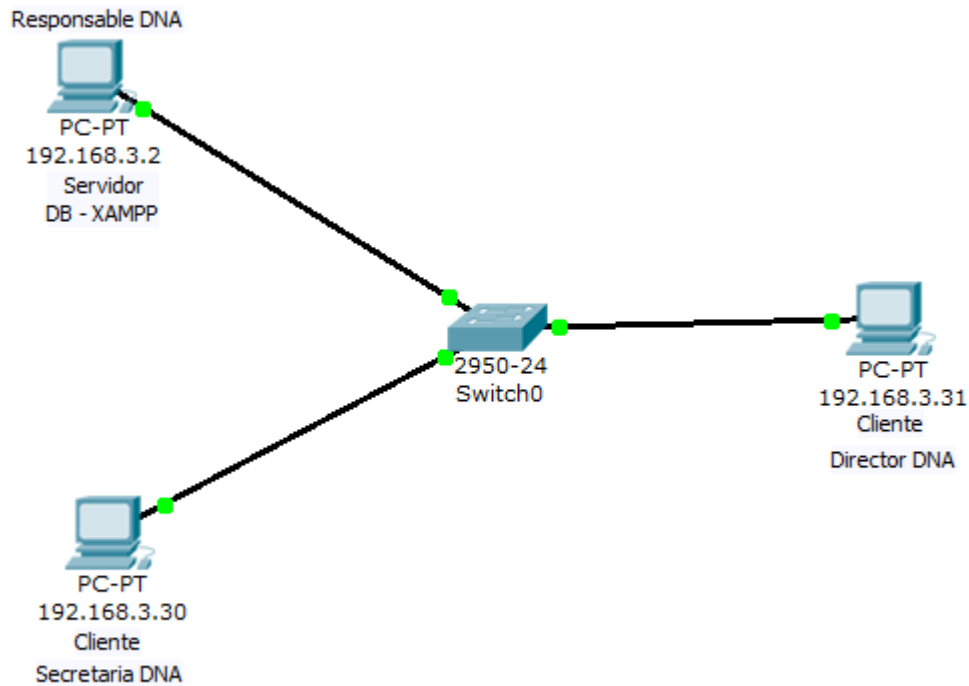 Responsable DNA
PC-PT
192.168.3.2
Servidor
DB - XAMPP
2950-24
Switch0
PC-PT
192.168.3.31
Cliente
Director DNA
PC-PT
192.168.3.30
Cliente
Secretaria DNA